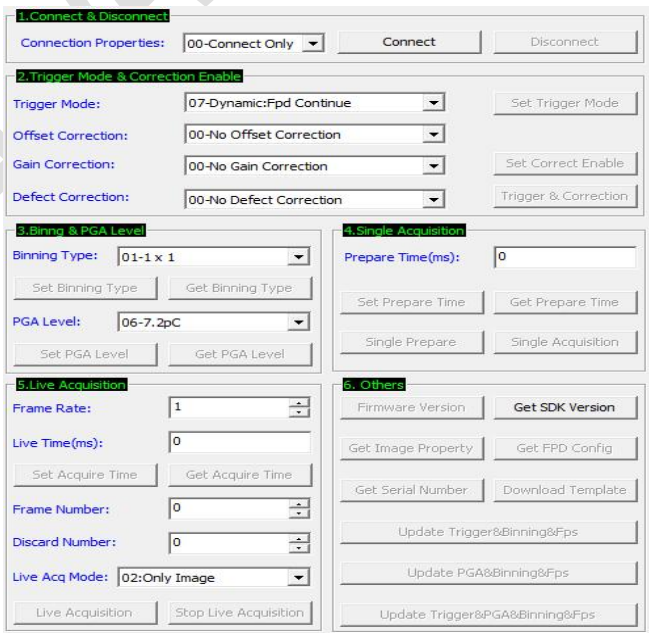 1.Connect & Disconnect
Connection Properties: 00-Connect Only Connect Disconnect
2.Trigger Mode & Correction Enable
Trigger Mode: 07-Dynamic:Fpd Continue Set Trigger Mode
Offset Correction: 00-No Offset Correction
Gain Correction: 00-No Gain Correction Set Correct Enable
Defect Correction: 00-No Defect Correction Trigger & Correction
3.Binng & PGA Level
Binning Type: 01-1 x 1
Set Binning Type Get Binning Type
PGA Level: 06-7.2pC
Set PGA Level Get PGA Level
4.Single Acquisition
Prepare Time(ms): 0
Set Prepare Time Get Prepare Time
Single Prepare Single Acquisition
5.Live Acquisition
Frame Rate: 1
Live Time(ms): 0
Set Acquire Time Get Acquire Time
Frame Number: 0
Discard Number: 0
Live Acq Mode: 02:Only Image
Live Acquisition Stop Live Acquisition
6. Others
Firmware Version Get SDK Version
Get Image Property Get FPD Config
Get Serial Number Download Template
Update Trigger&Binning&Fps
Update PGA&Binning&Fps
Update Trigger&PGA&Binning&Fps